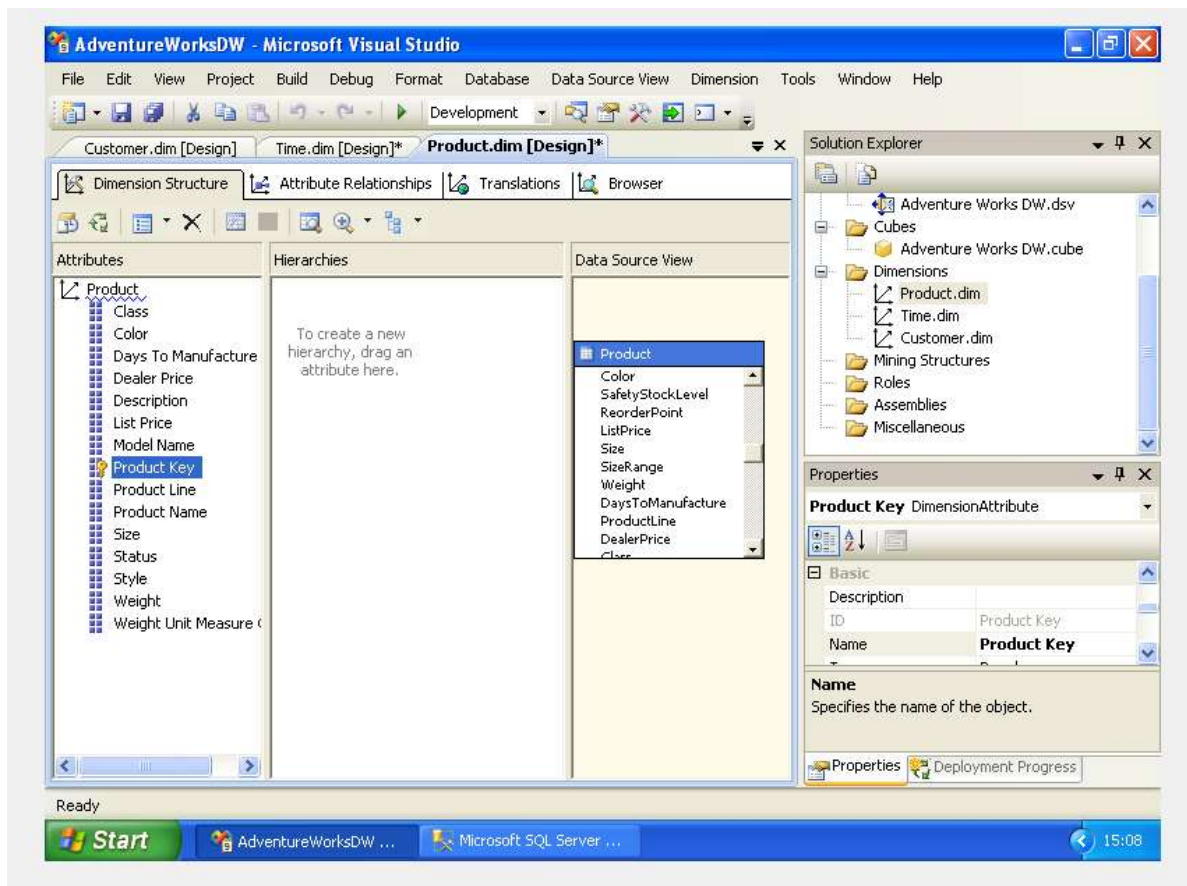 AdventureWorksDW - Microsoft Visual Studio
File Edit View Project Build Debug Format Database Data Source View Dimension Tools Window Help
Development
Customer.dim [Design] Time.dim [Design]* Product.dim [Design]*
Dimension Structure Attribute Relationships Translations Browser
Attributes
Product
Class
Color
Days To Manufacture
Dealer Price
Description
List Price
Model Name
Product Key
Product Line
Product Name
Size
Status
Style
Weight
Weight Unit Measure
Hierarchies
To create a new
hierarchy, drag an
attribute here.
Data Source View
Product
Color
SafetyStockLevel
ReorderPoint
ListPrice
Size
SizeRange
Weight
DaysToManufacture
ProductLine
DealerPrice
Class
Solution Explorer
Adventure Works DW.dsv
Cubes
Adventure Works DW.cube
Dimensions
Product.dim
Time.dim
Customer.dim
Mining Structures
Roles
Assemblies
Miscellaneous
Properties
Product Key DimensionAttribute
Basic
Description
ID Product Key
Name Product Key
Name
Specifies the name of the object.
Properties Deployment Progress
Ready
Start AdventureWorksDW ... Microsoft SQL Server ... 15:08